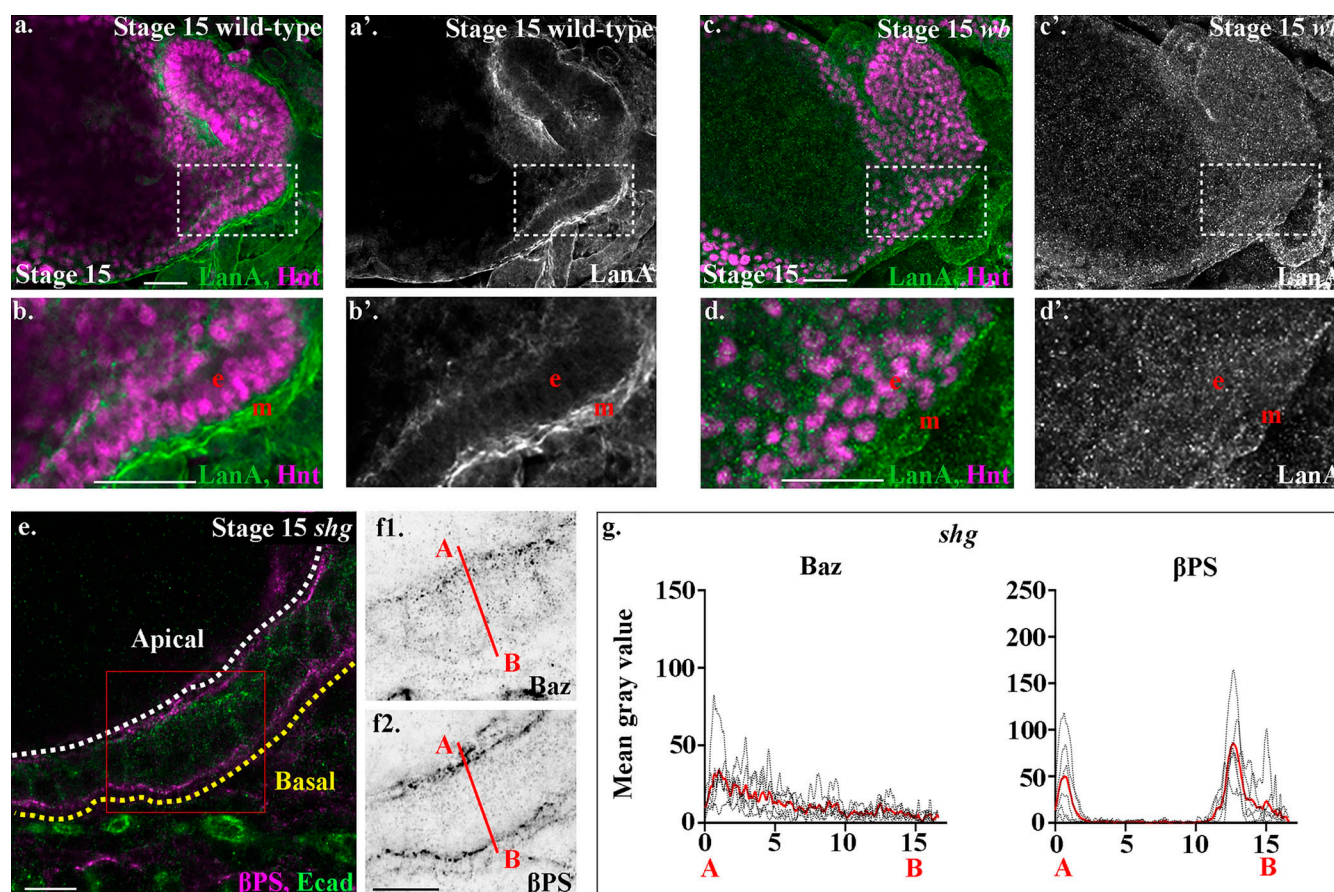 a. Stage 15 wild-type
Stage 15
LanA, Hnt
a'. Stage 15 wild-type
LanA
c. Stage 15 wb
Stage 15
LanA, Hnt
c'. Stage 15
LanA
b.
e
m
LanA, Hnt
b'.
e
m
LanA
d.
e
m
LanA, Hnt
d'.
e
m
LanA
e. Stage 15 shg
Apical
Basal
βPS, Ecad
f1.
A
B
Baz
f2.
A
B
βPS
g. shg
Baz
Mean gray value
150
100
50
0
0 5 10 15
A B
βPS
250
200
150
100
50
0
0 5 10 15
A B